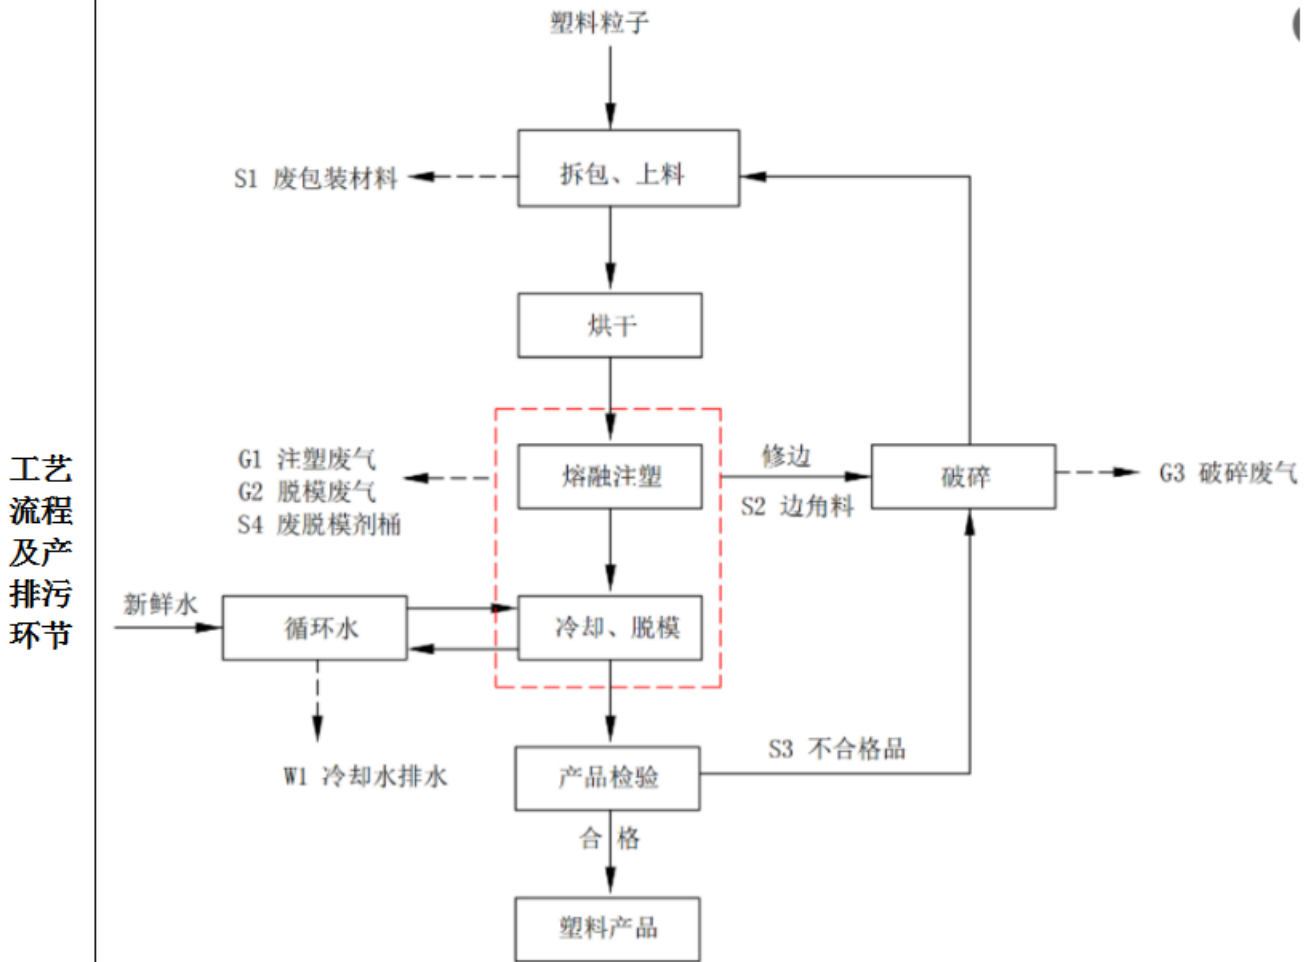 塑料粒子
拆包、上料
S1 废包装材料
烘干
工艺
流程
及产
排污
环节
G1 注塑废气
G2 脱模废气
S4 废脱模剂桶
熔融注塑
修边
S2 边角料
破碎
G3 破碎废气
新鲜水
循环水
冷却、脱模
W1 冷却水排水
产品检验
S3 不合格品
合格
塑料产品